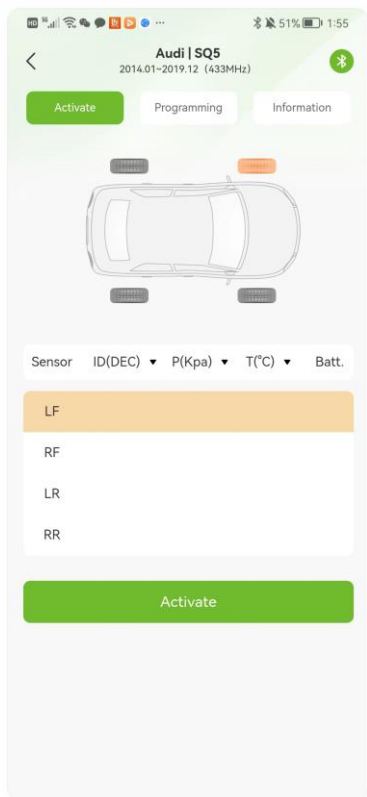 HD 51% 1:55
Audi | SQ5
2014.01~2019.12 (433MHz)
Activate Programming Information
Sensor ID(DEC) ▼ P(Kpa) ▼ T(°C) ▼ Batt.
LF
RF
LR
RR
Activate